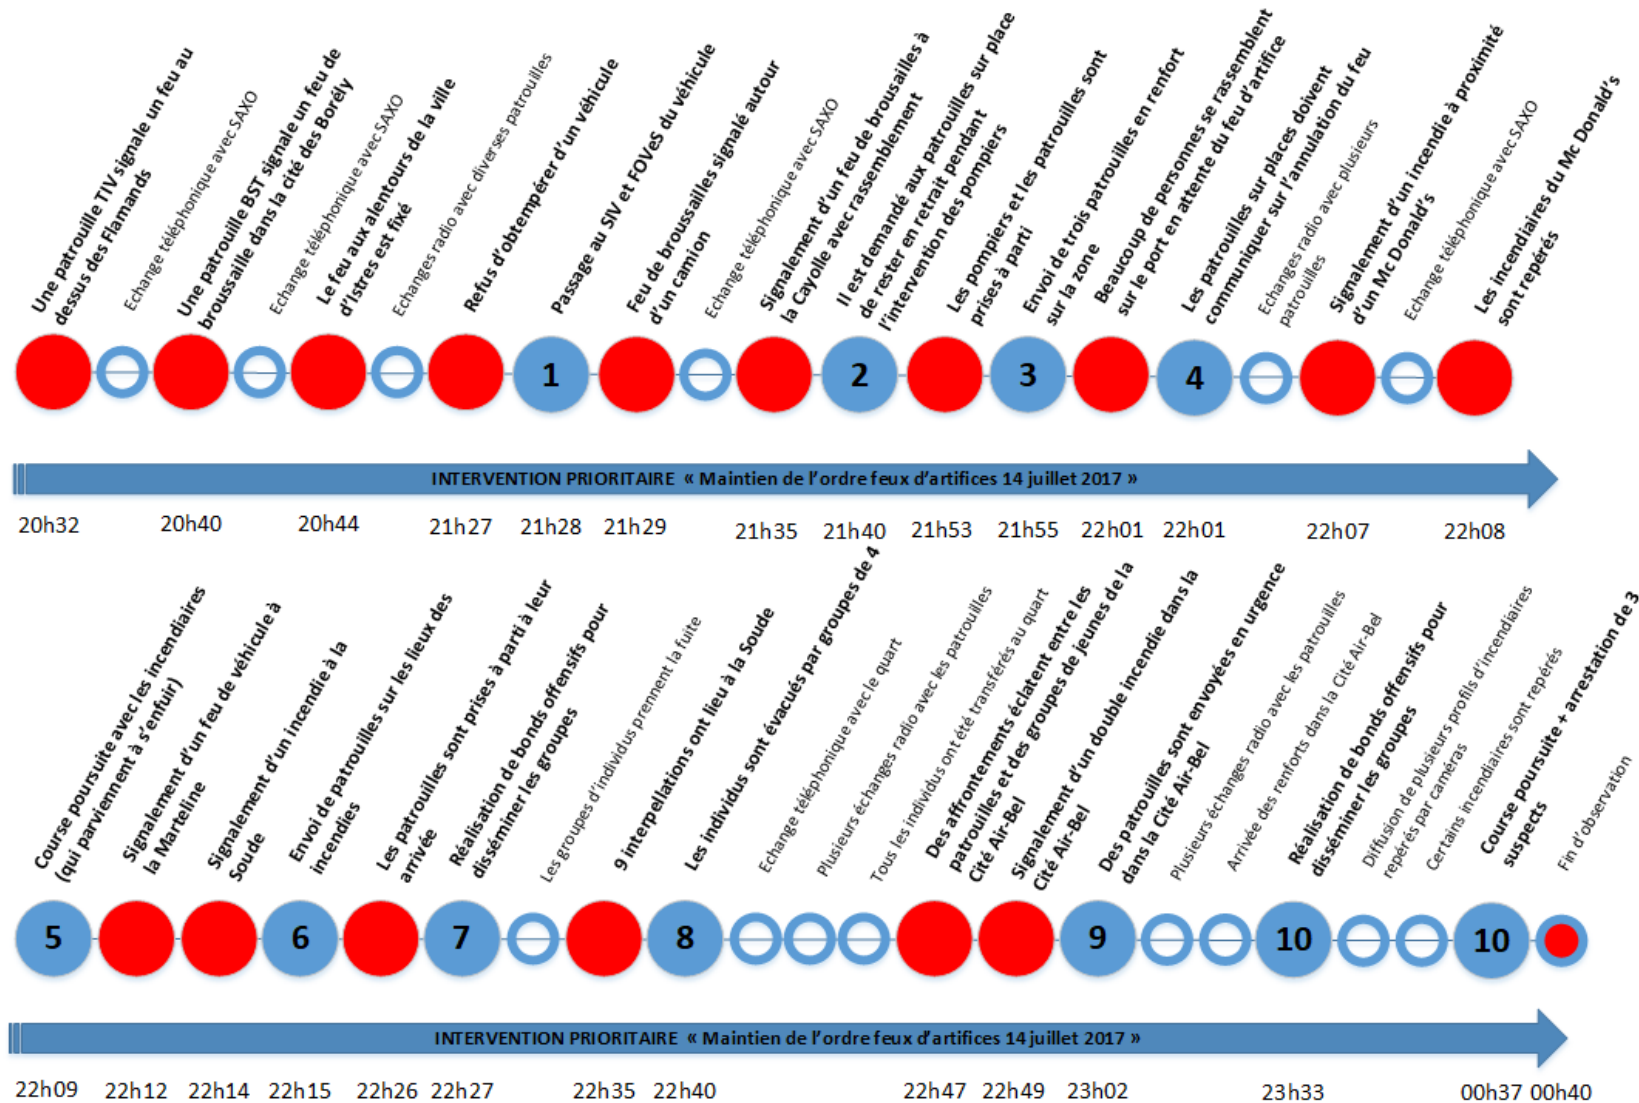 Une patrouille TIV signale un feu au
dessus des Flamands
Echange téléphonique avec SAXO
Une patrouille BST signale un feu de
broussaille dans la cité des Borély
Echange téléphonique avec SAXO
Le feu aux alentours de la ville
d'Istres est fixé
Echanges radio avec diverses patrouilles
Refus d'obtempérer d'un véhicule
Passage au SIV et FOVeS du véhicule
Feu de broussailles signalé autour
d'un camion
Echange téléphonique avec SAXO
Signalement d'un feu de brousailles à
la Cayolle avec rassemblement
Il est demandé aux patrouilles sur place
de rester en retrait pendant
l'intervention des pompiers
Les pompiers et les patrouilles sont
prises à parti
Envoi de trois patrouilles en renfort
sur la zone
Beaucoup de personnes se rassemblent
sur le port en attente du feu d'artifice
Les patrouilles sur places doivent
communiquer sur l'annulation du feu
Echanges radio avec plusieurs
patrouilles
Signalement d'un incendie à proximité
d'un Mc Donald's
Echange téléphonique avec SAXO
Les incendiaires du Mc Donald's
sont repérés
1
2
3
4
INTERVENTION PRIORITAIRE « Maintien de l'ordre feux d'artifices 14 juillet 2017 »
20h32
20h40
20h44
21h27
21h28
21h29
21h35
21h40
21h53
21h55
22h01
22h01
22h07
22h08
Course poursuite avec les incendiaires
(qui parviennent à s'enfuir)
Signalement d'un feu de véhicule à
la Marteline
Signalement d'un incendie à la
Soude
Envoi de patrouilles sur les lieux des
incendies
Les patrouilles sont prises à parti à leur
arrivée
Réalisation de bonds offensifs pour
disséminer les groupes
Les groupes d'individus prennent la fuite
9 interpellations ont lieu à la Soude
Les individus sont évacués par groupes de 4
Echange téléphonique avec le quart
Plusieurs échanges radio avec les patrouilles
Tous les individus ont été transférés au quart
Des affrontements éclatent entre les
patrouilles et des groupes de jeunes de la
Cité Air-Bel
Signalement d'un double incendie dans la
Cité Air-Bel
Des patrouilles sont envoyées en urgence
dans la Cité Air-Bel
Plusieurs échanges radio avec les patrouilles
Arrivée des renforts dans la Cité Air-Bel
Réalisation de bonds offensifs pour
disséminer les groupes
Diffusion de plusieurs profils d'incendiaires
repérés par caméras
Certains incendiaires sont repérés
Course poursuite + arrestation de 3
suspects
Fin d'observation
5
6
7
8
9
10
10
INTERVENTION PRIORITAIRE « Maintien de l'ordre feux d'artifices 14 juillet 2017 »
22h09
22h12
22h14
22h15
22h26
22h27
22h35
22h40
22h47
22h49
23h02
23h33
00h37
00h40